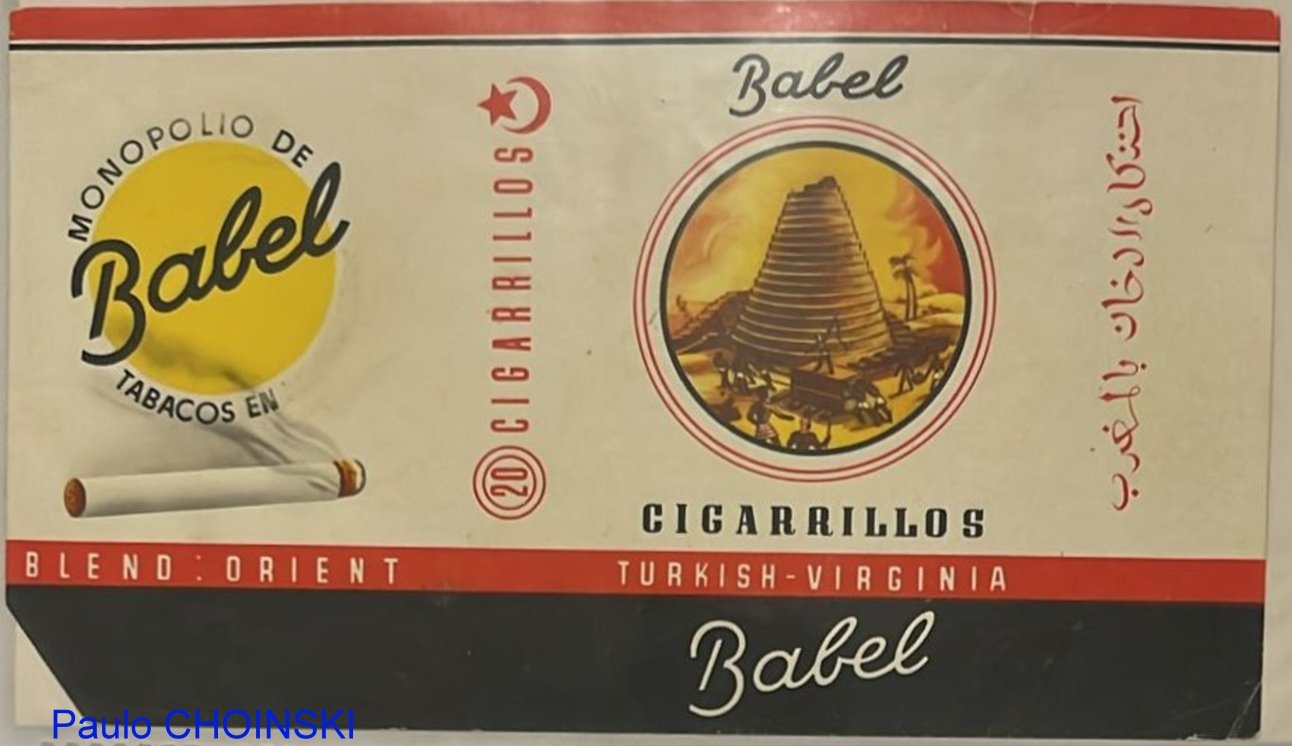 MONOPOLIO DE
Babel
TABACOS EN
20 CIGARRILLOS
Babel
CIGARRILLOS
احتكار الدخان بالمغرب
BLEND: ORIENT
TURKISH-VIRGINIA
Babel
Paulo CHOINSKI